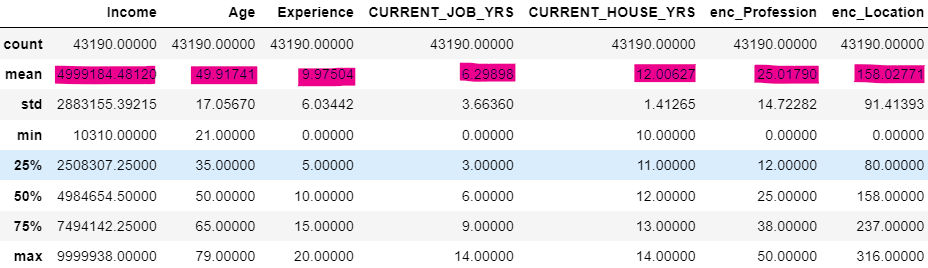 Income Age Experience CURRENT_JOB_YRS CURRENT_HOUSE_YRS enc_Profession enc_Location
count 43190.00000 43190.00000 43190.00000 43190.00000 43190.00000 43190.00000 43190.00000
mean 4999184.48120 49.91741 9.97504 6.29898 12.00627 25.01790 158.02771
std 2883155.39215 17.05670 6.03442 3.66360 1.41265 14.72282 91.41393
min 10310.00000 21.00000 0.00000 0.00000 10.00000 0.00000 0.00000
25% 2508307.25000 35.00000 5.00000 3.00000 11.00000 12.00000 80.00000
50% 4984654.50000 50.00000 10.00000 6.00000 12.00000 25.00000 158.00000
75% 7494142.25000 65.00000 15.00000 9.00000 13.00000 38.00000 237.00000
max 9999938.00000 79.00000 20.00000 14.00000 14.00000 50.00000 316.00000